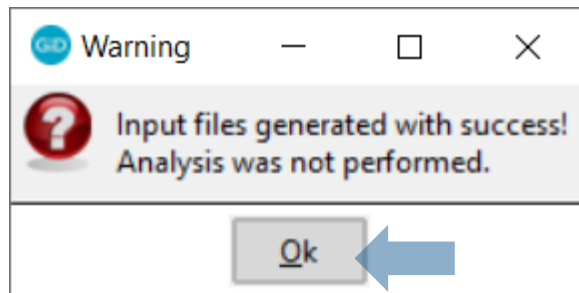 GiD Warning
Input files generated with success!
Analysis was not performed.
Ok